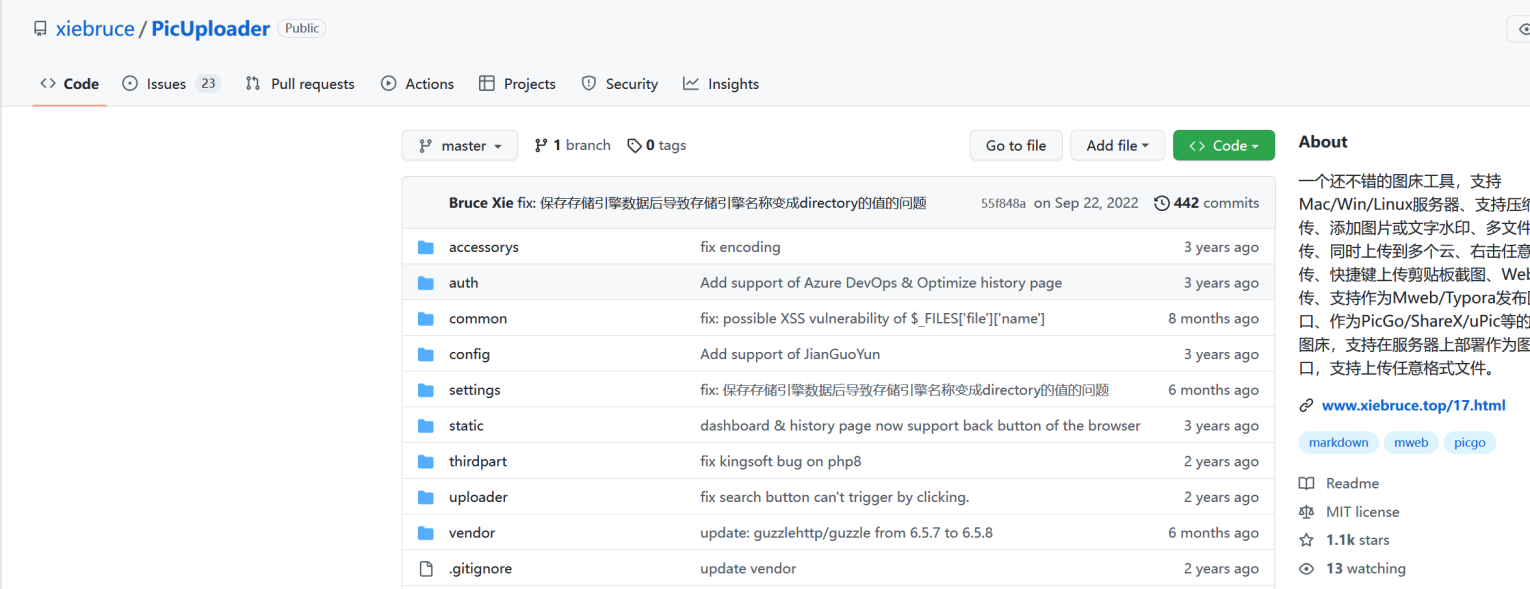 xiebruce / PicUploader Public
Code Issues 23 Pull requests Actions Projects Security Insights
master 1 branch 0 tags Go to file Add file Code
Bruce Xie fix: 保存存储引擎数据后导致存储引擎名称变成directory的值的问题 55f848a on Sep 22, 2022 442 commits
accessorys fix encoding 3 years ago
auth Add support of Azure DevOps & Optimize history page 3 years ago
common fix: possible XSS vulnerability of $_FILES['file']['name'] 8 months ago
config Add support of JianGuoYun 3 years ago
settings fix: 保存存储引擎数据后导致存储引擎名称变成directory的值的问题 6 months ago
static dashboard & history page now support back button of the browser 3 years ago
thirdpart fix kingsoft bug on php8 2 years ago
uploader fix search button can't trigger by clicking. 2 years ago
vendor update: guzzlehttp/guzzle from 6.5.7 to 6.5.8 6 months ago
.gitignore update vendor 2 years ago
About
一个还不错的图床工具，支持
Mac/Win/Linux服务器、支持压缩
传、添加图片或文字水印、多文件
传、同时上传到多个云、右击任意
传、快捷键上传剪贴板截图、Web
传、支持作为Mweb/Typora发布图
口、作为PicGo/ShareX/uPic等的
图床，支持在服务器上部署作为图
口，支持上传任意格式文件。
www.xiebruce.top/17.html
markdown mweb picgo
Readme
MIT license
1.1k stars
13 watching